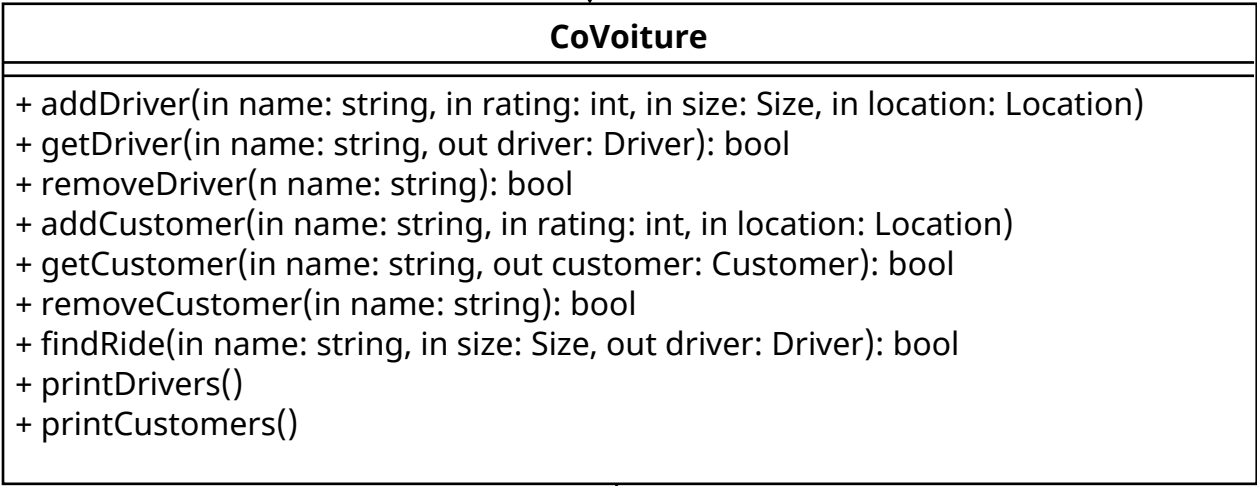 CoVoiture
+ addDriver(in name: string, in rating: int, in size: Size, in location: Location)
+ getDriver(in name: string, out driver: Driver): bool
+ removeDriver(n name: string): bool
+ addCustomer(in name: string, in rating: int, in location: Location)
+ getCustomer(in name: string, out customer: Customer): bool
+ removeCustomer(in name: string): bool
+ findRide(in name: string, in size: Size, out driver: Driver): bool
+ printDrivers()
+ printCustomers()